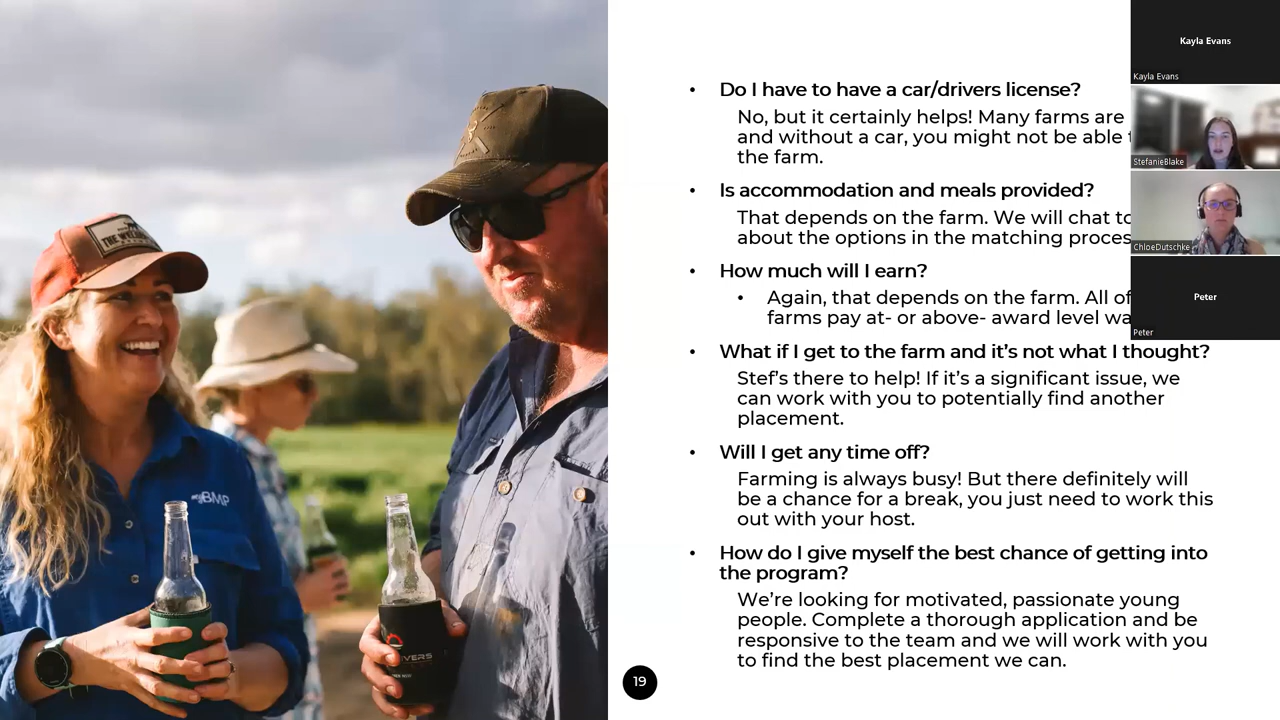 • Do I have to have a car/drivers license?
No, but it certainly helps! Many farms are
and without a car, you might not be able
the farm.
• Is accommodation and meals provided?
That depends on the farm. We will chat to
about the options in the matching proces
• How much will I earn?
• Again, that depends on the farm. All of
farms pay at- or above- award level wa
• What if I get to the farm and it's not what I thought?
Stef's there to help! If it's a significant issue, we
can work with you to potentially find another
placement.
• Will I get any time off?
Farming is always busy! But there definitely will
be a chance for a break, you just need to work this
out with your host.
• How do I give myself the best chance of getting into
the program?
We're looking for motivated, passionate young
people. Complete a thorough application and be
responsive to the team and we will work with you
to find the best placement we can.
19
Kayla Evans
Kayla Evans
StefanieBlake
ChloeDutschke
Peter
Peter
myBMP